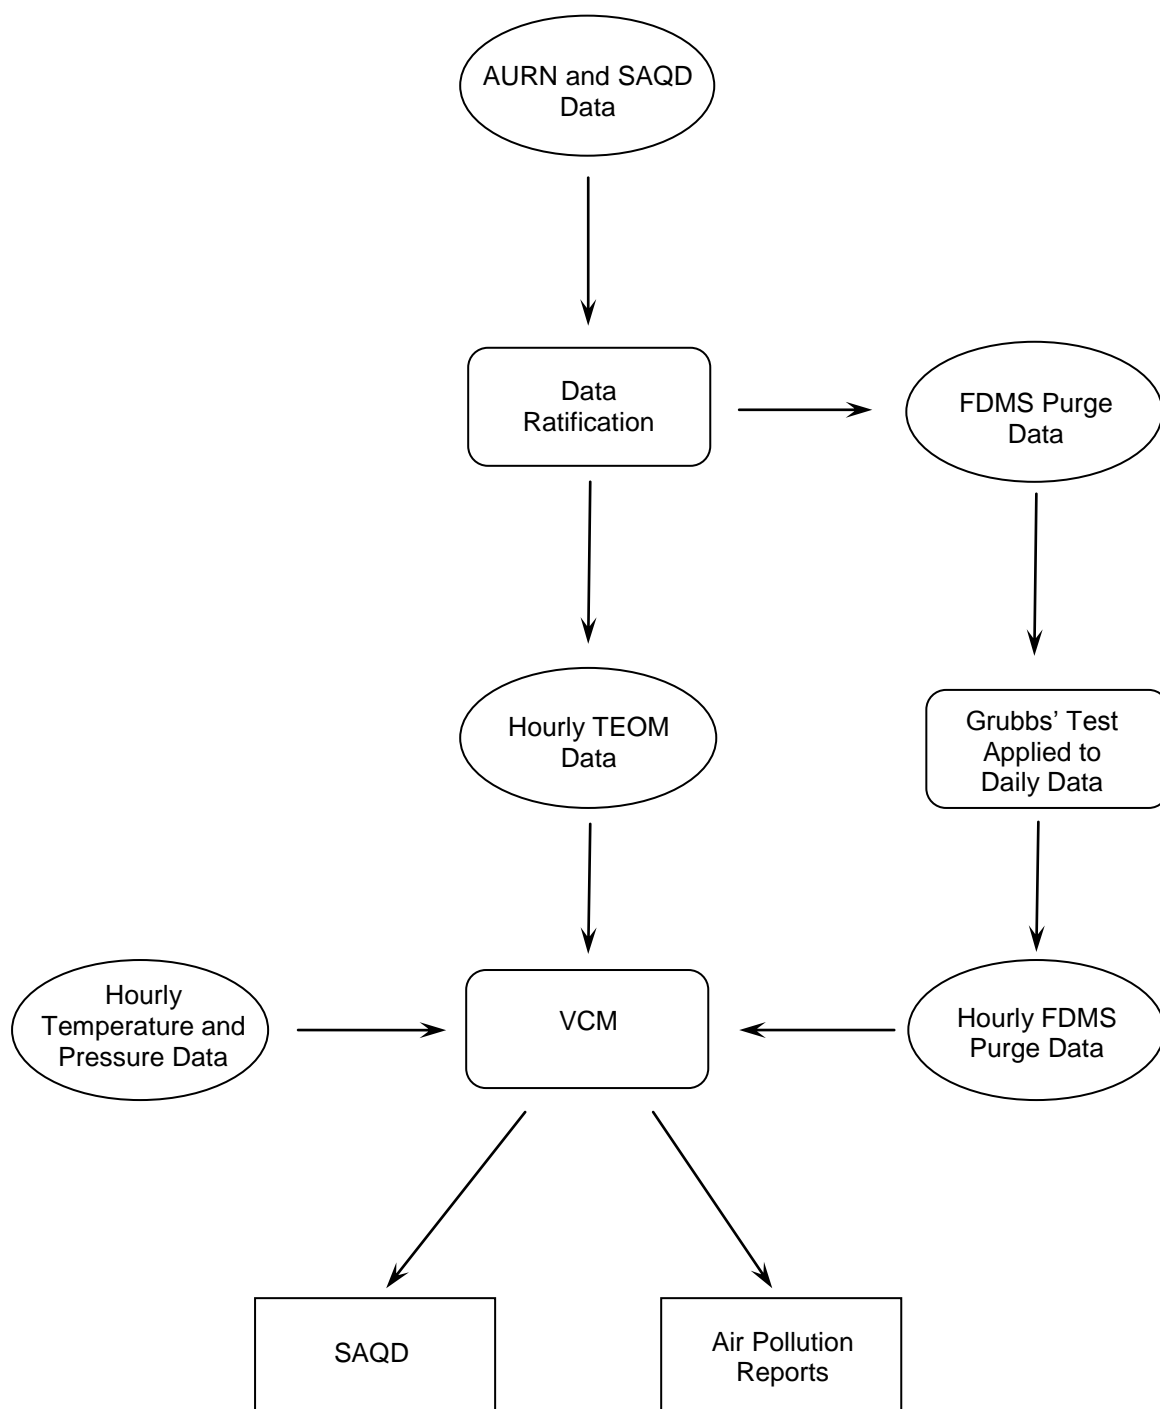 AURN and SAQD
Data
Data
Ratification
FDMS Purge
Data
Hourly TEOM
Data
Grubbs’ Test
Applied to
Daily Data
Hourly
Temperature and
Pressure Data
VCM
Hourly FDMS
Purge Data
SAQD
Air Pollution
Reports